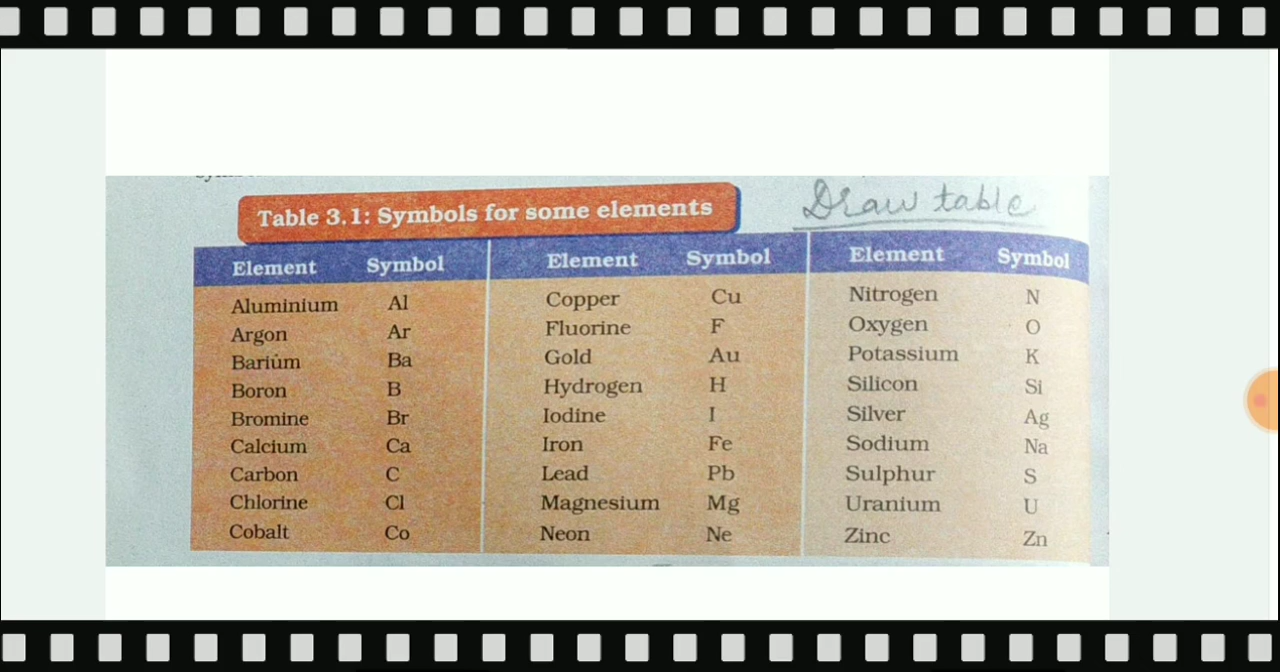 Table 3.1: Symbols for some elements
Draw table
Element Symbol Element Symbol Element Symbol
Aluminium Al Copper Cu Nitrogen N
Argon Ar Fluorine F Oxygen O
Barium Ba Gold Au Potassium K
Boron B Hydrogen H Silicon Si
Bromine Br Iodine I Silver Ag
Calcium Ca Iron Fe Sodium Na
Carbon C Lead Pb Sulphur S
Chlorine Cl Magnesium Mg Uranium U
Cobalt Co Neon Ne Zinc Zn